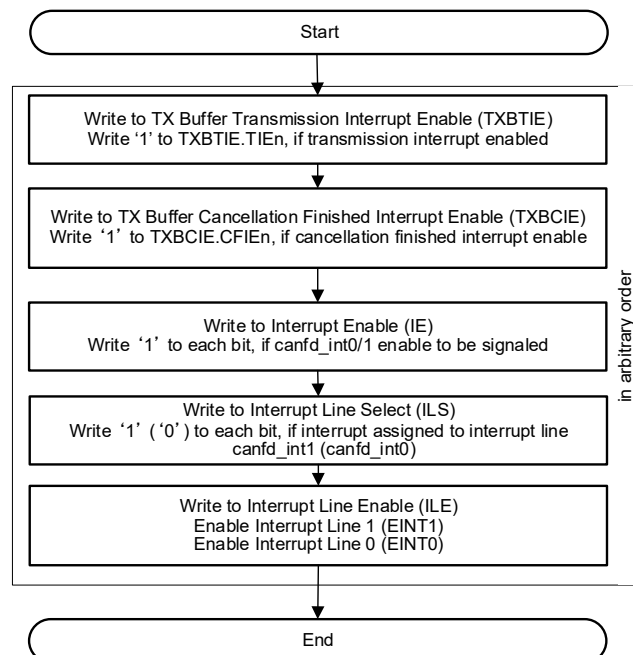 Start
Write to TX Buffer Transmission Interrupt Enable (TXBTIE)
Write ‘1’ to TXBTIE.TIEn, if transmission interrupt enabled
Write to TX Buffer Cancellation Finished Interrupt Enable (TXBCIE)
Write ‘1’ to TXBCIE.CFIEn, if cancellation finished interrupt enable
Write to Interrupt Enable (IE)
Write ‘1’ to each bit, if canfd_int0/1 enable to be signaled
Write to Interrupt Line Select (ILS)
Write ‘1’ (‘0’) to each bit, if interrupt assigned to interrupt line
canfd_int1 (canfd_int0)
Write to Interrupt Line Enable (ILE)
Enable Interrupt Line 1 (EINT1)
Enable Interrupt Line 0 (EINT0)
in arbitrary order
End